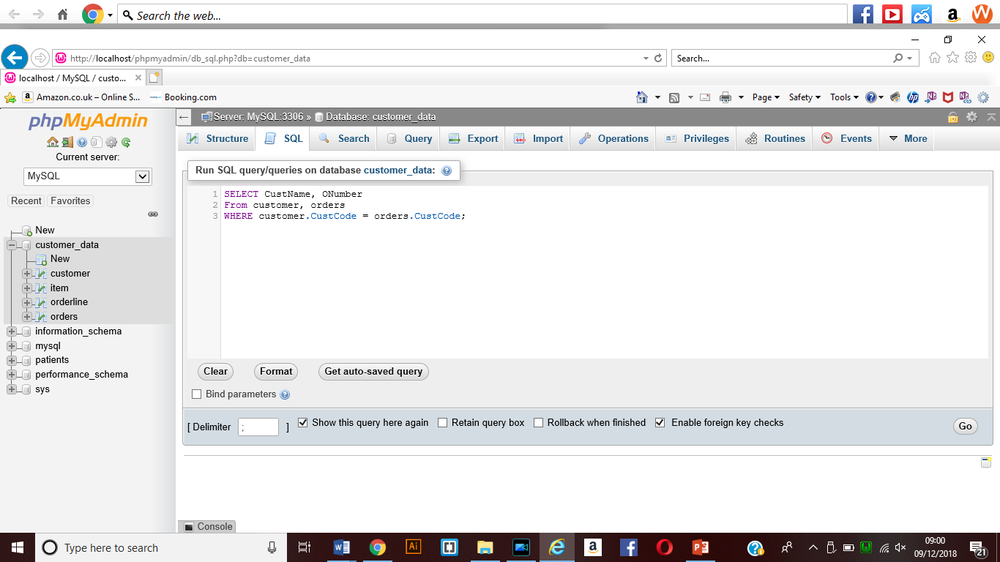 Search the web...
a
http://localhost/phpmyadmin/db_sql.php?db=customer_data
Search...
localhost / MySQL / custo...
Amazon.co.uk – Online S...
Booking.com
Page
Safety
Tools
phpMyAdmin
Current server:
MySQL
Recent
Favorites
New
customer_data
New
customer
item
orderline
orders
information_schema
mysql
patients
performance_schema
sys
Server: MySQL:3306 » Database: customer_data
Structure
SQL
Search
Query
Export
Import
Operations
Privileges
Routines
Events
More
Run SQL query/queries on database customer_data:
1 SELECT CustName, ONumber
2 From customer, orders
3 WHERE customer.CustCode = orders.CustCode;
Clear
Format
Get auto-saved query
Bind parameters
[ Delimiter ; ]
Show this query here again
Retain query box
Rollback when finished
Enable foreign key checks
Go
Console
Type here to search
Ai
a
09:00
09/12/2018
21